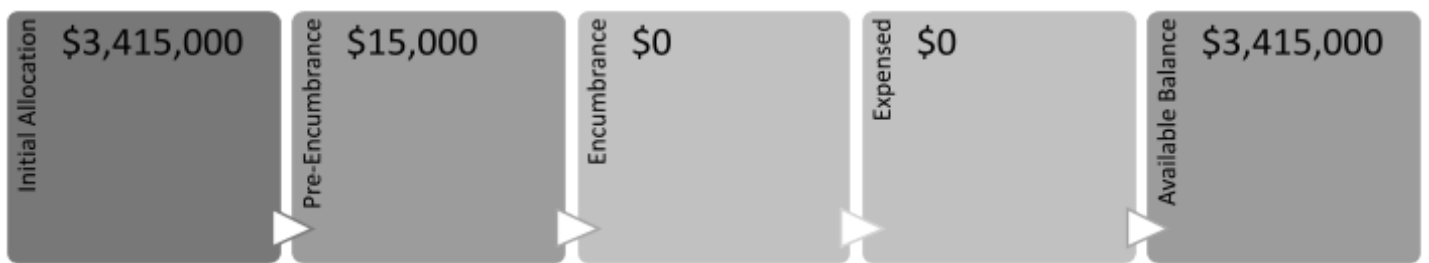 Initial Allocation
$3,415,000
Pre-Encumbrance
$15,000
Encumbrance
$0
Expensed
$0
Available Balance
$3,415,000